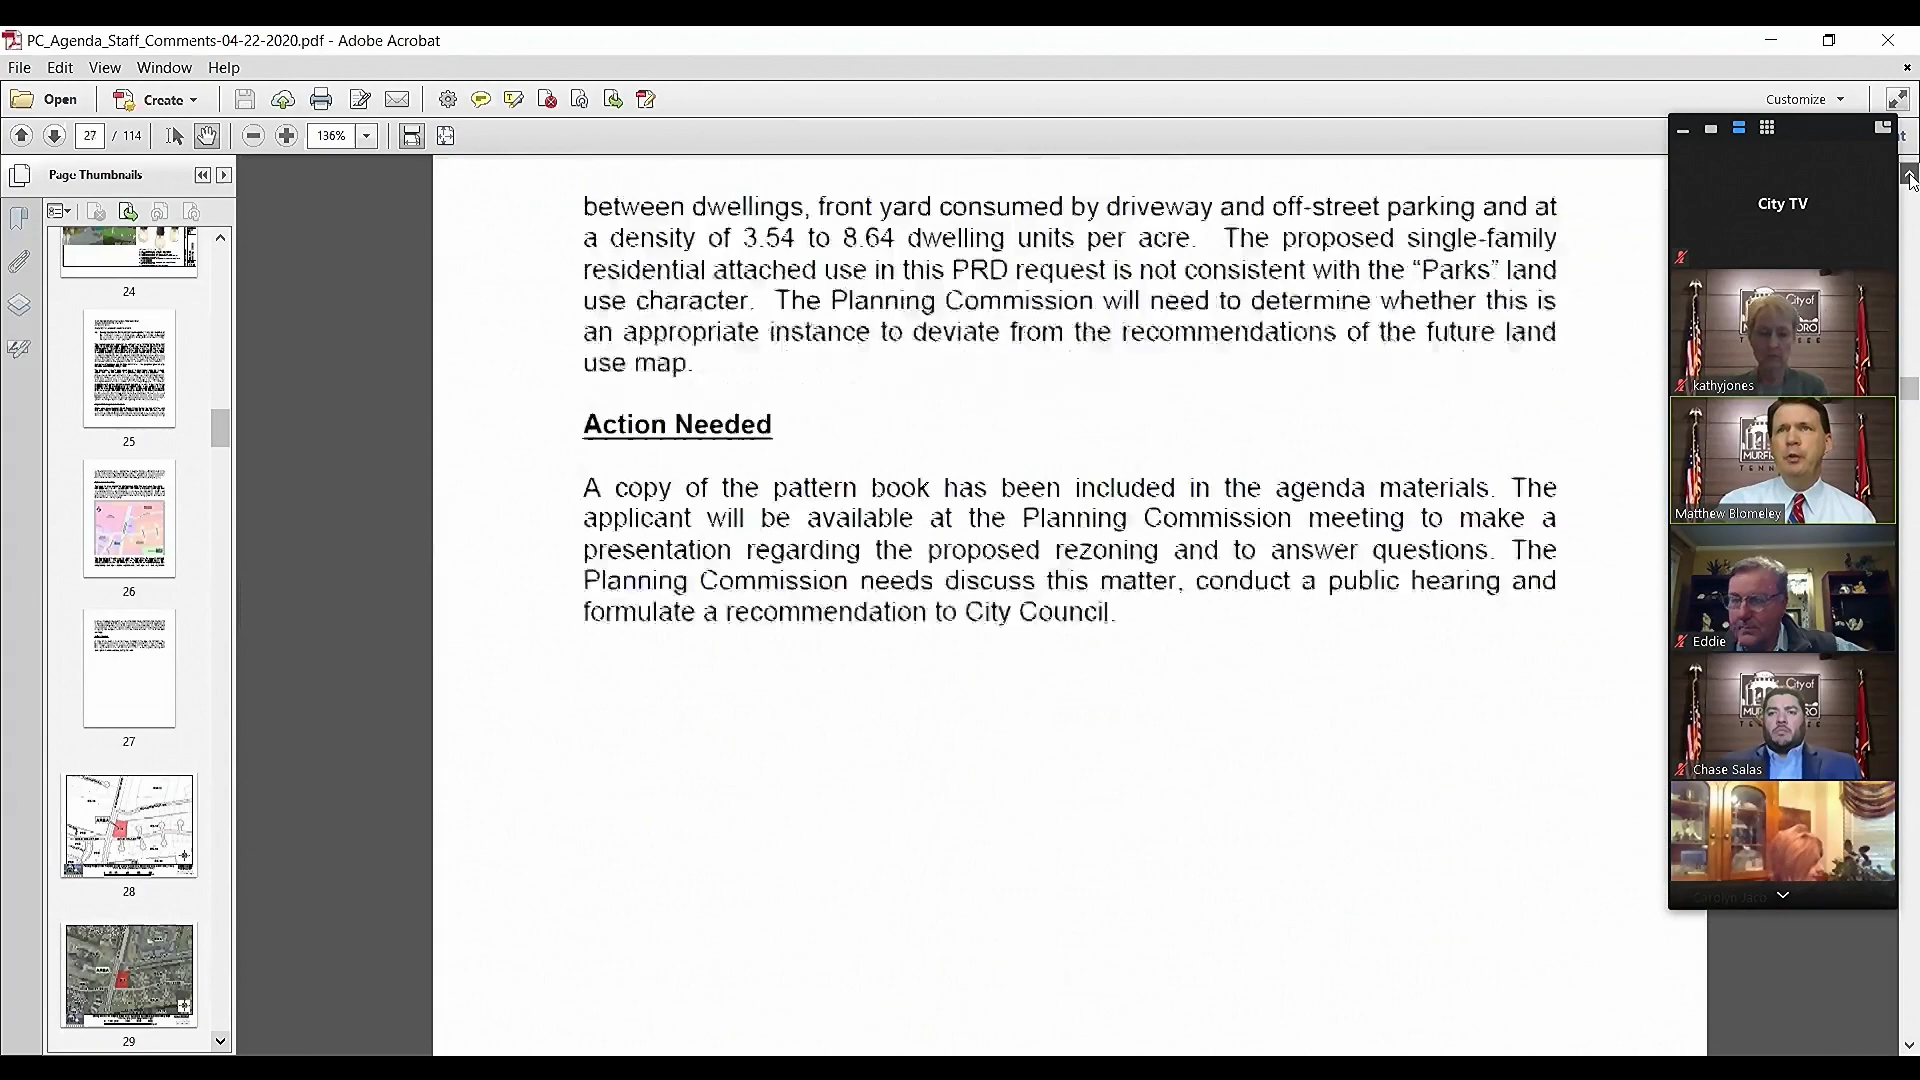 PC_Agenda_Staff_Comments-04-22-2020.pdf - Adobe Acrobat
File Edit View Window Help
Open Create Customize
27 / 114 136%
Page Thumbnails
24
25
26
27
28
29
between dwellings, front yard consumed by driveway and off-street parking and at
a density of 3.54 to 8.64 dwelling units per acre. The proposed single-family
residential attached use in this PRD request is not consistent with the “Parks” land
use character. The Planning Commission will need to determine whether this is
an appropriate instance to deviate from the recommendations of the future land
use map.
Action Needed
A copy of the pattern book has been included in the agenda materials. The
applicant will be available at the Planning Commission meeting to make a
presentation regarding the proposed rezoning and to answer questions. The
Planning Commission needs discuss this matter, conduct a public hearing and
formulate a recommendation to City Council.
City TV
City of
kathyjones
Matthew Blomeley
Eddie
City of
Chase Salas
Carolyn Jaco